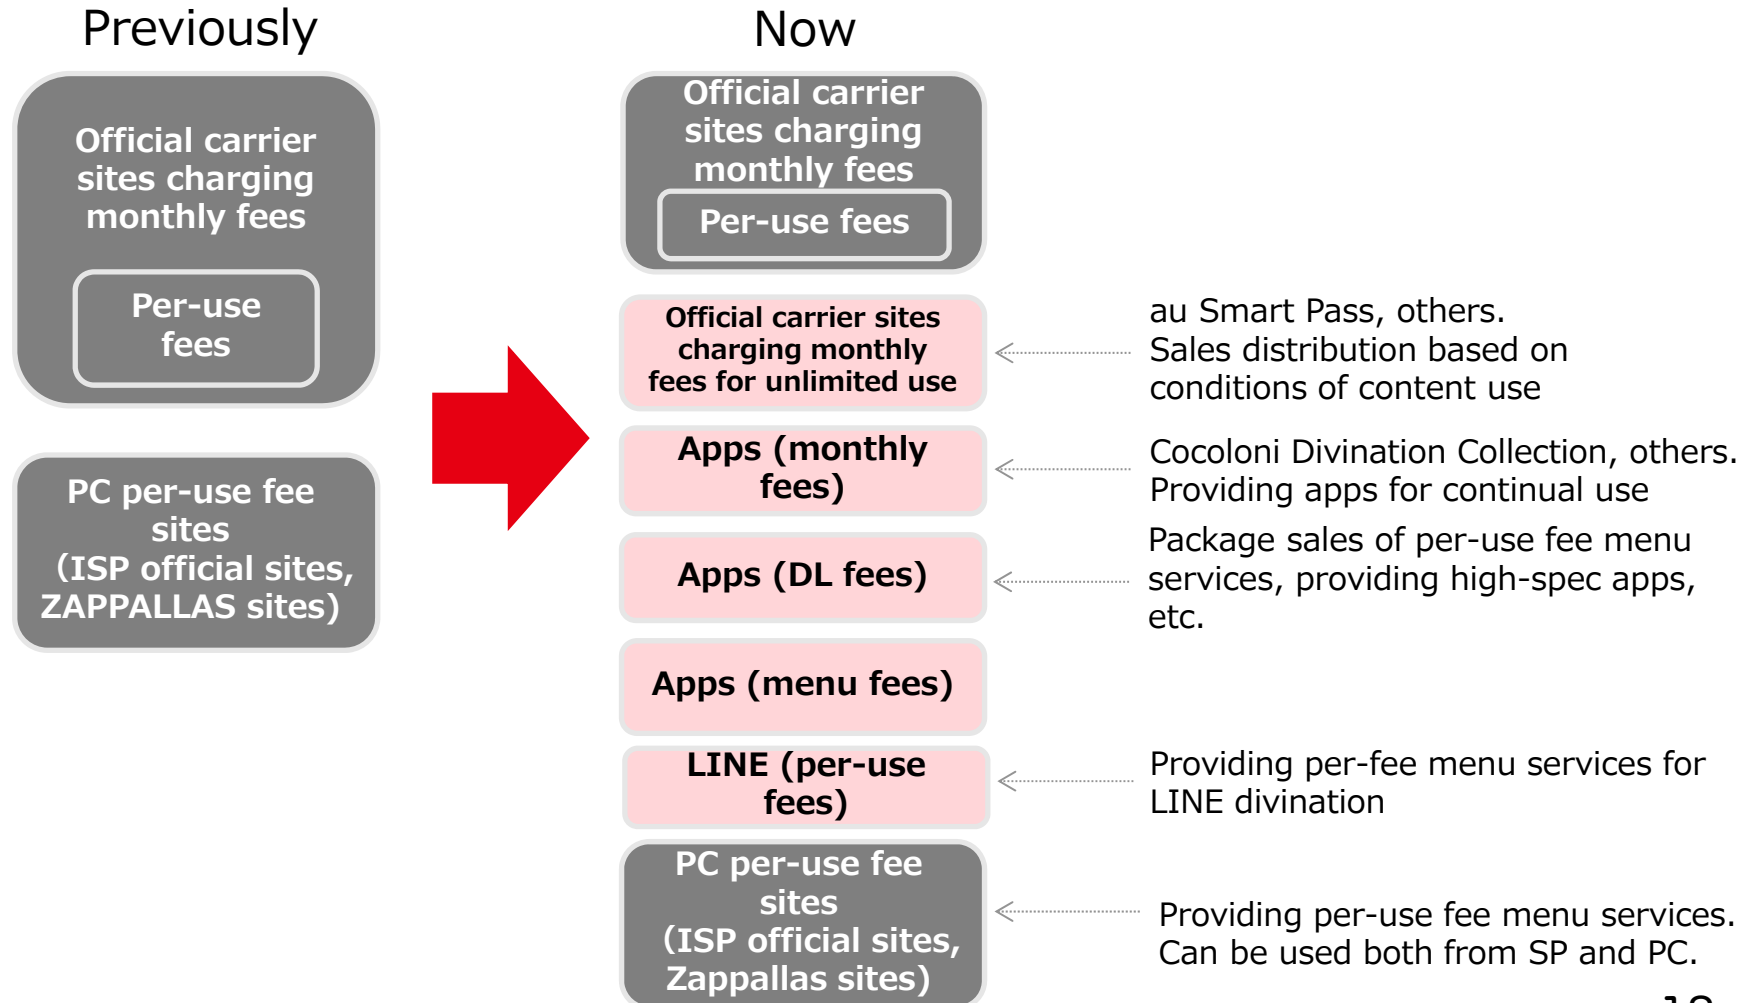 Previously
Now
Official carrier
sites charging
monthly fees
Per-use
fees
PC per-use fee
sites
（ISP official sites,
ZAPPALLAS sites）
Official carrier
sites charging
monthly fees
Per-use fees
Official carrier sites
charging monthly
fees for unlimited use
au Smart Pass, others.
Sales distribution based on
conditions of content use
Apps (monthly
fees)
Cocoloni Divination Collection, others.
Providing apps for continual use
Apps (DL fees)
Package sales of per-use fee menu
services, providing high-spec apps,
etc.
Apps (menu fees)
LINE (per-use
fees)
Providing per-fee menu services for
LINE divination
PC per-use fee
sites
（ISP official sites,
Zappallas sites）
Providing per-use fee menu services.
Can be used both from SP and PC.